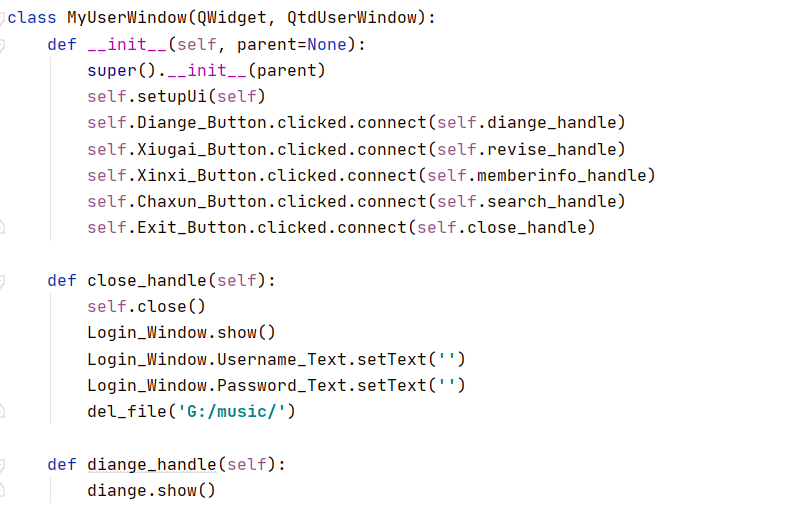 class MyUserWindow(QWidget, QtdUserWindow):
    def __init__(self, parent=None):
        super().__init__(parent)
        self.setupUi(self)
        self.Diange_Button.clicked.connect(self.diange_handle)
        self.Xiugai_Button.clicked.connect(self.revise_handle)
        self.Xinxi_Button.clicked.connect(self.memberinfo_handle)
        self.Chaxun_Button.clicked.connect(self.search_handle)
        self.Exit_Button.clicked.connect(self.close_handle)

    def close_handle(self):
        self.close()
        Login_Window.show()
        Login_Window.Username_Text.setText('')
        Login_Window.Password_Text.setText('')
        del_file('G:/music/')

    def diange_handle(self):
        diange.show()